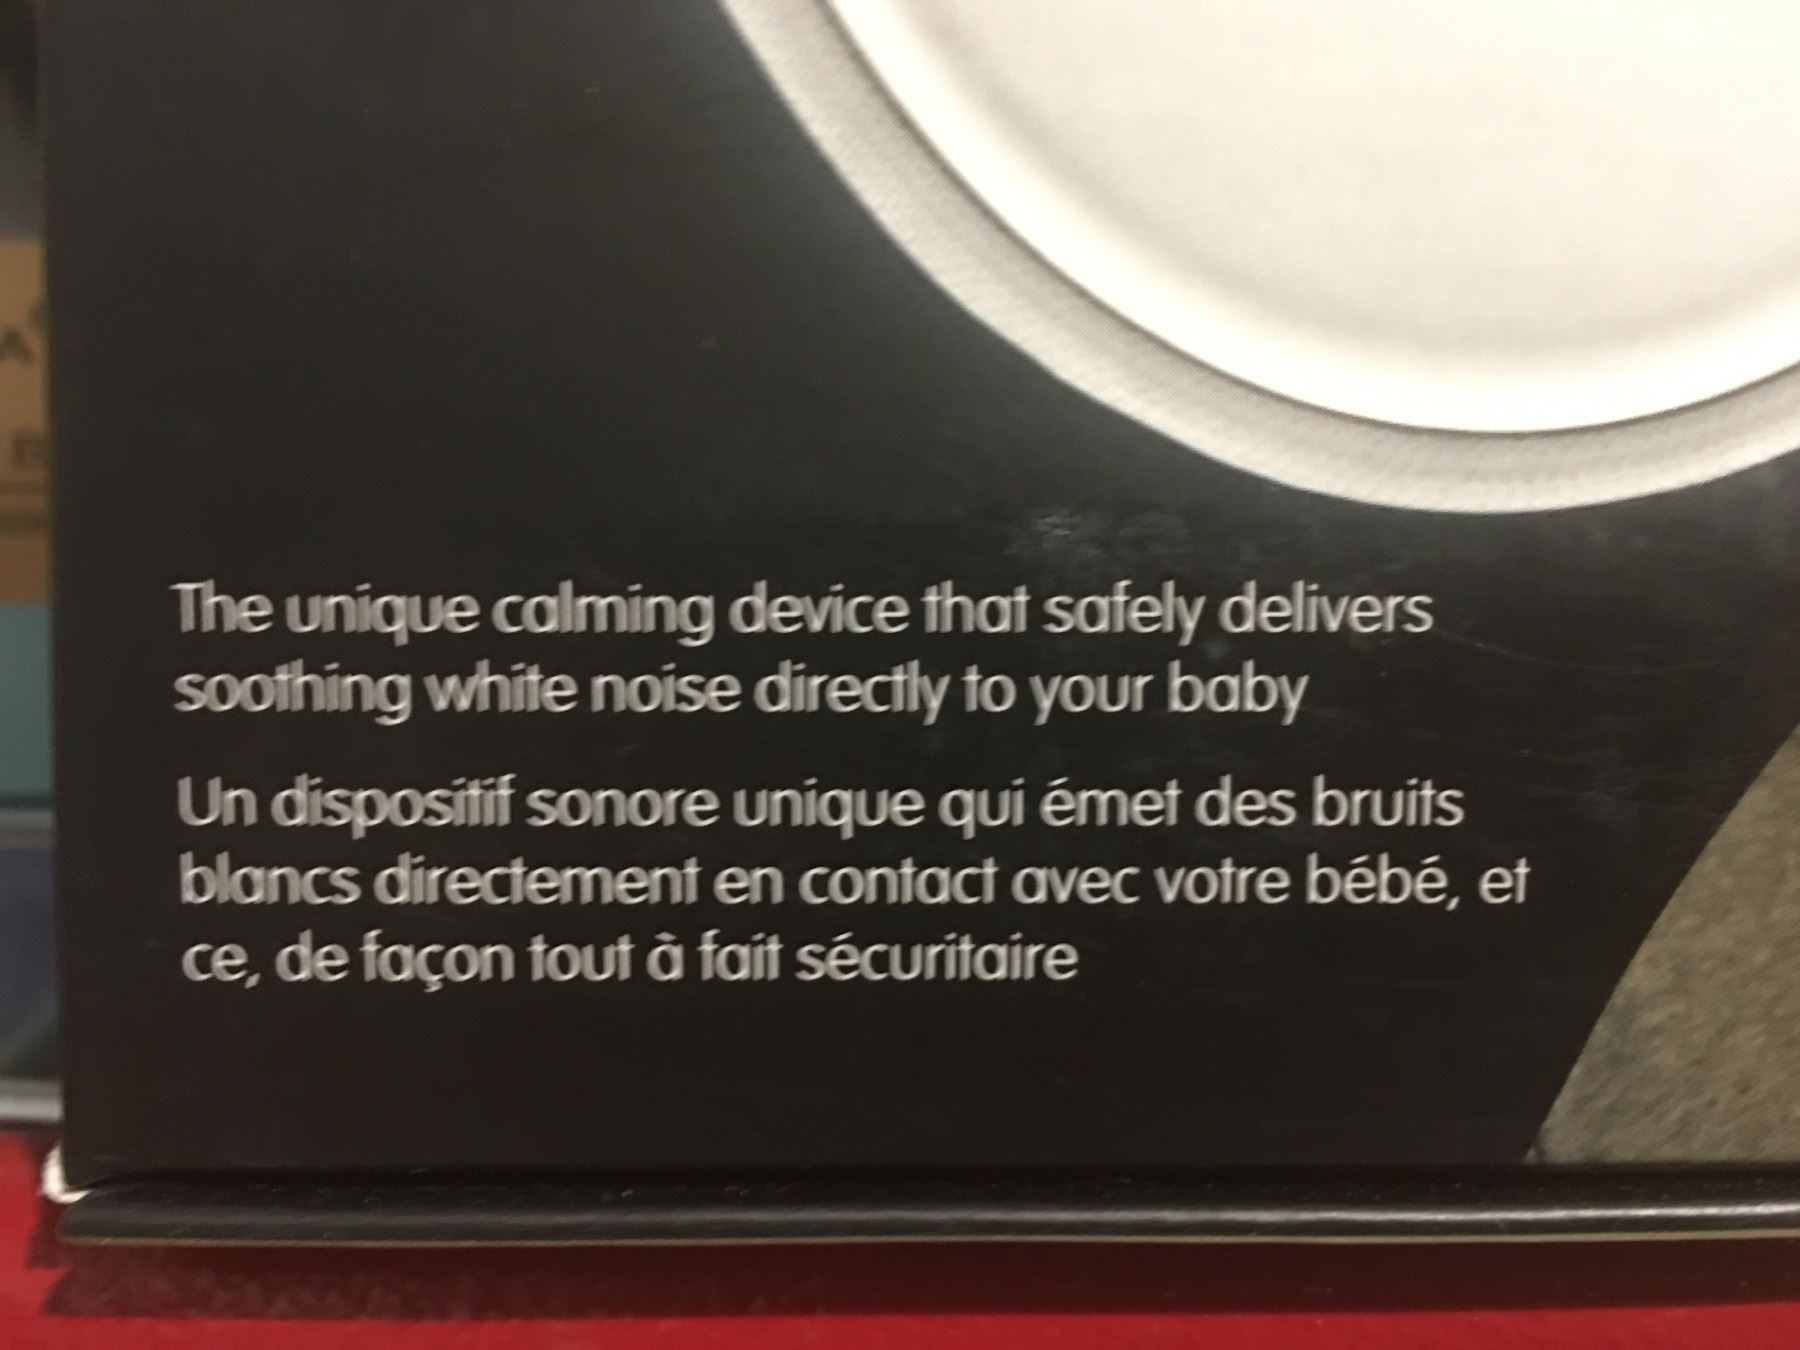 The unique calming device that safely delivers
soothing white noise directly to your baby
Un dispositif sonore unique qui émet des bruits
blancs directement en contact avec votre bébé, et
ce, de façon tout à fait sécuritaire